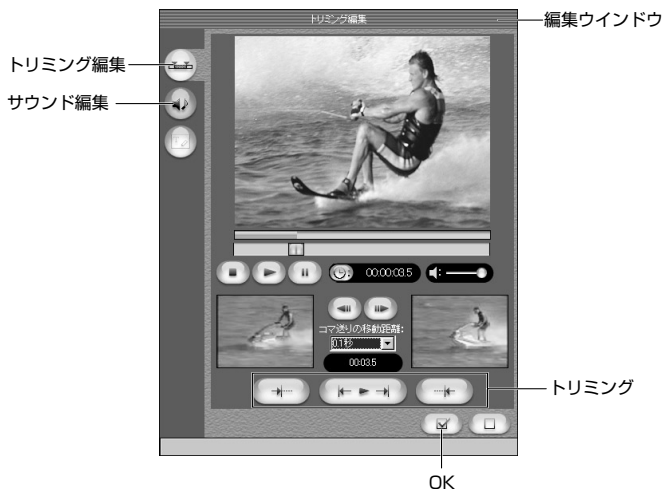 トリミング編集
編集ウインドウ
トリミング編集
サウンド編集
00:00:03.5
コマ送りの移動距離:
0.1秒
00:03.5
トリミング
OK